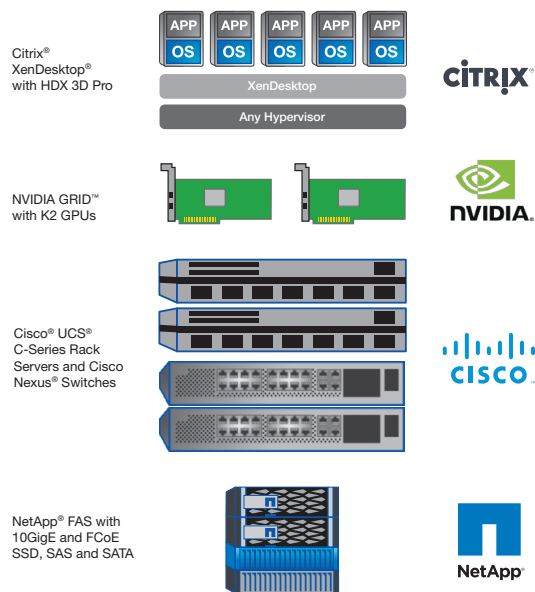 APP APP APP APP APP
OS OS OS OS OS
Citrix®
XenDesktop®
with HDX 3D Pro
XenDesktop
Any Hypervisor
CITRIX®
NVIDIA GRID™
with K2 GPUs
NVIDIA.
Cisco® UCS®
C-Series Rack
Servers and Cisco
Nexus® Switches
CISCO
NetApp® FAS with
10GigE and FCoE
SSD, SAS and SATA
NetApp®